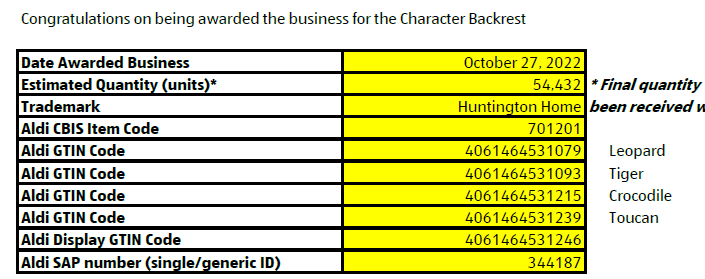 Congratulations on being awarded the business for the Character Backrest
Date Awarded Business October 27, 2022
Estimated Quantity (units)* 54,432 * Final quantity
Trademark Huntington Home been received w
Aldi CBIS Item Code 701201
Aldi GTIN Code 4061464531079 Leopard
Aldi GTIN Code 4061464531093 Tiger
Aldi GTIN Code 4061464531215 Crocodile
Aldi GTIN Code 4061464531239 Toucan
Aldi Display GTIN Code 4061464531246
Aldi SAP number (single/generic ID) 344187